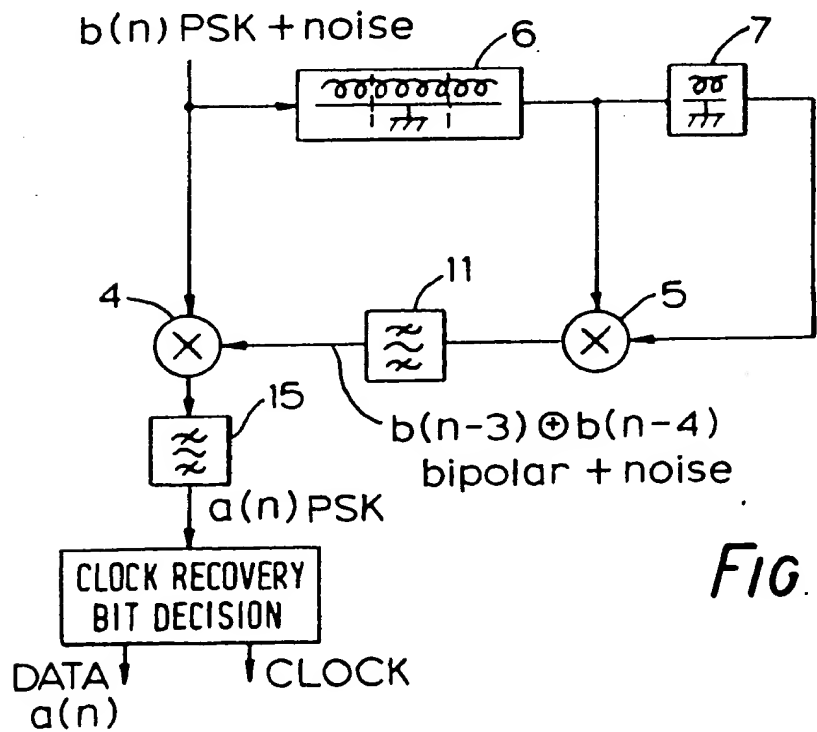 b(n) PSK + noise
6
7
4
11
5
15
b(n-3) ⊕ b(n-4)
bipolar + noise
a(n) PSK
CLOCK RECOVERY
BIT DECISION
FIG.
DATA
CLOCK
a(n)